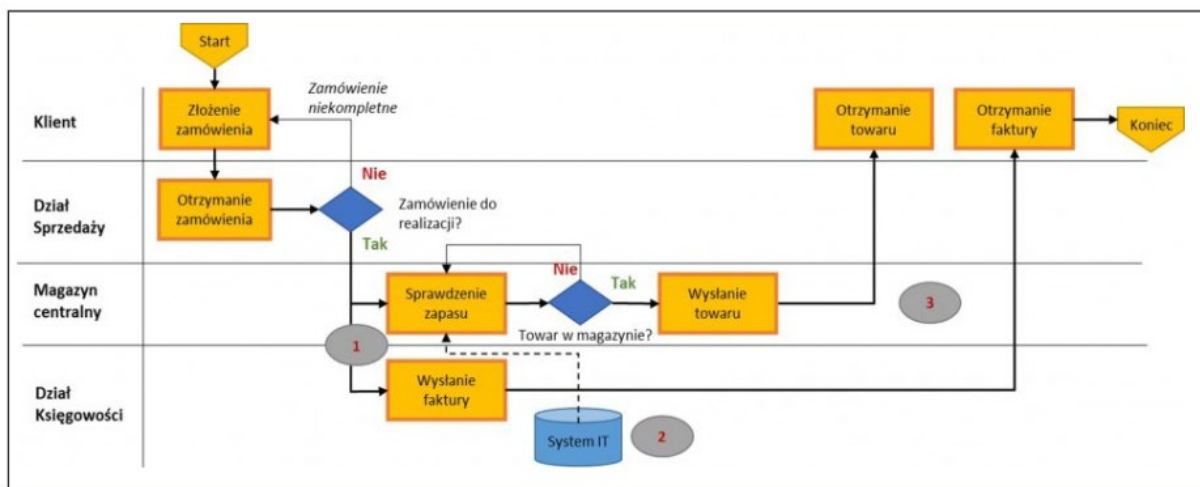 Start
Zamówienie
niekompletne
Klient
Złożenie
zamówienia
Otrzymanie
towaru
Otrzymanie
faktury
Koniec
Nie
Dział
Sprzedaży
Otrzymanie
zamówienia
Zamówienie do
realizacji?
Tak
Magazyn
centralny
Sprawdzenie
zapasu
Nie
Tak
Wysłanie
towaru
3
Towar w magazynie?
1
Dział
Księgowości
Wysłanie
faktury
System IT
2